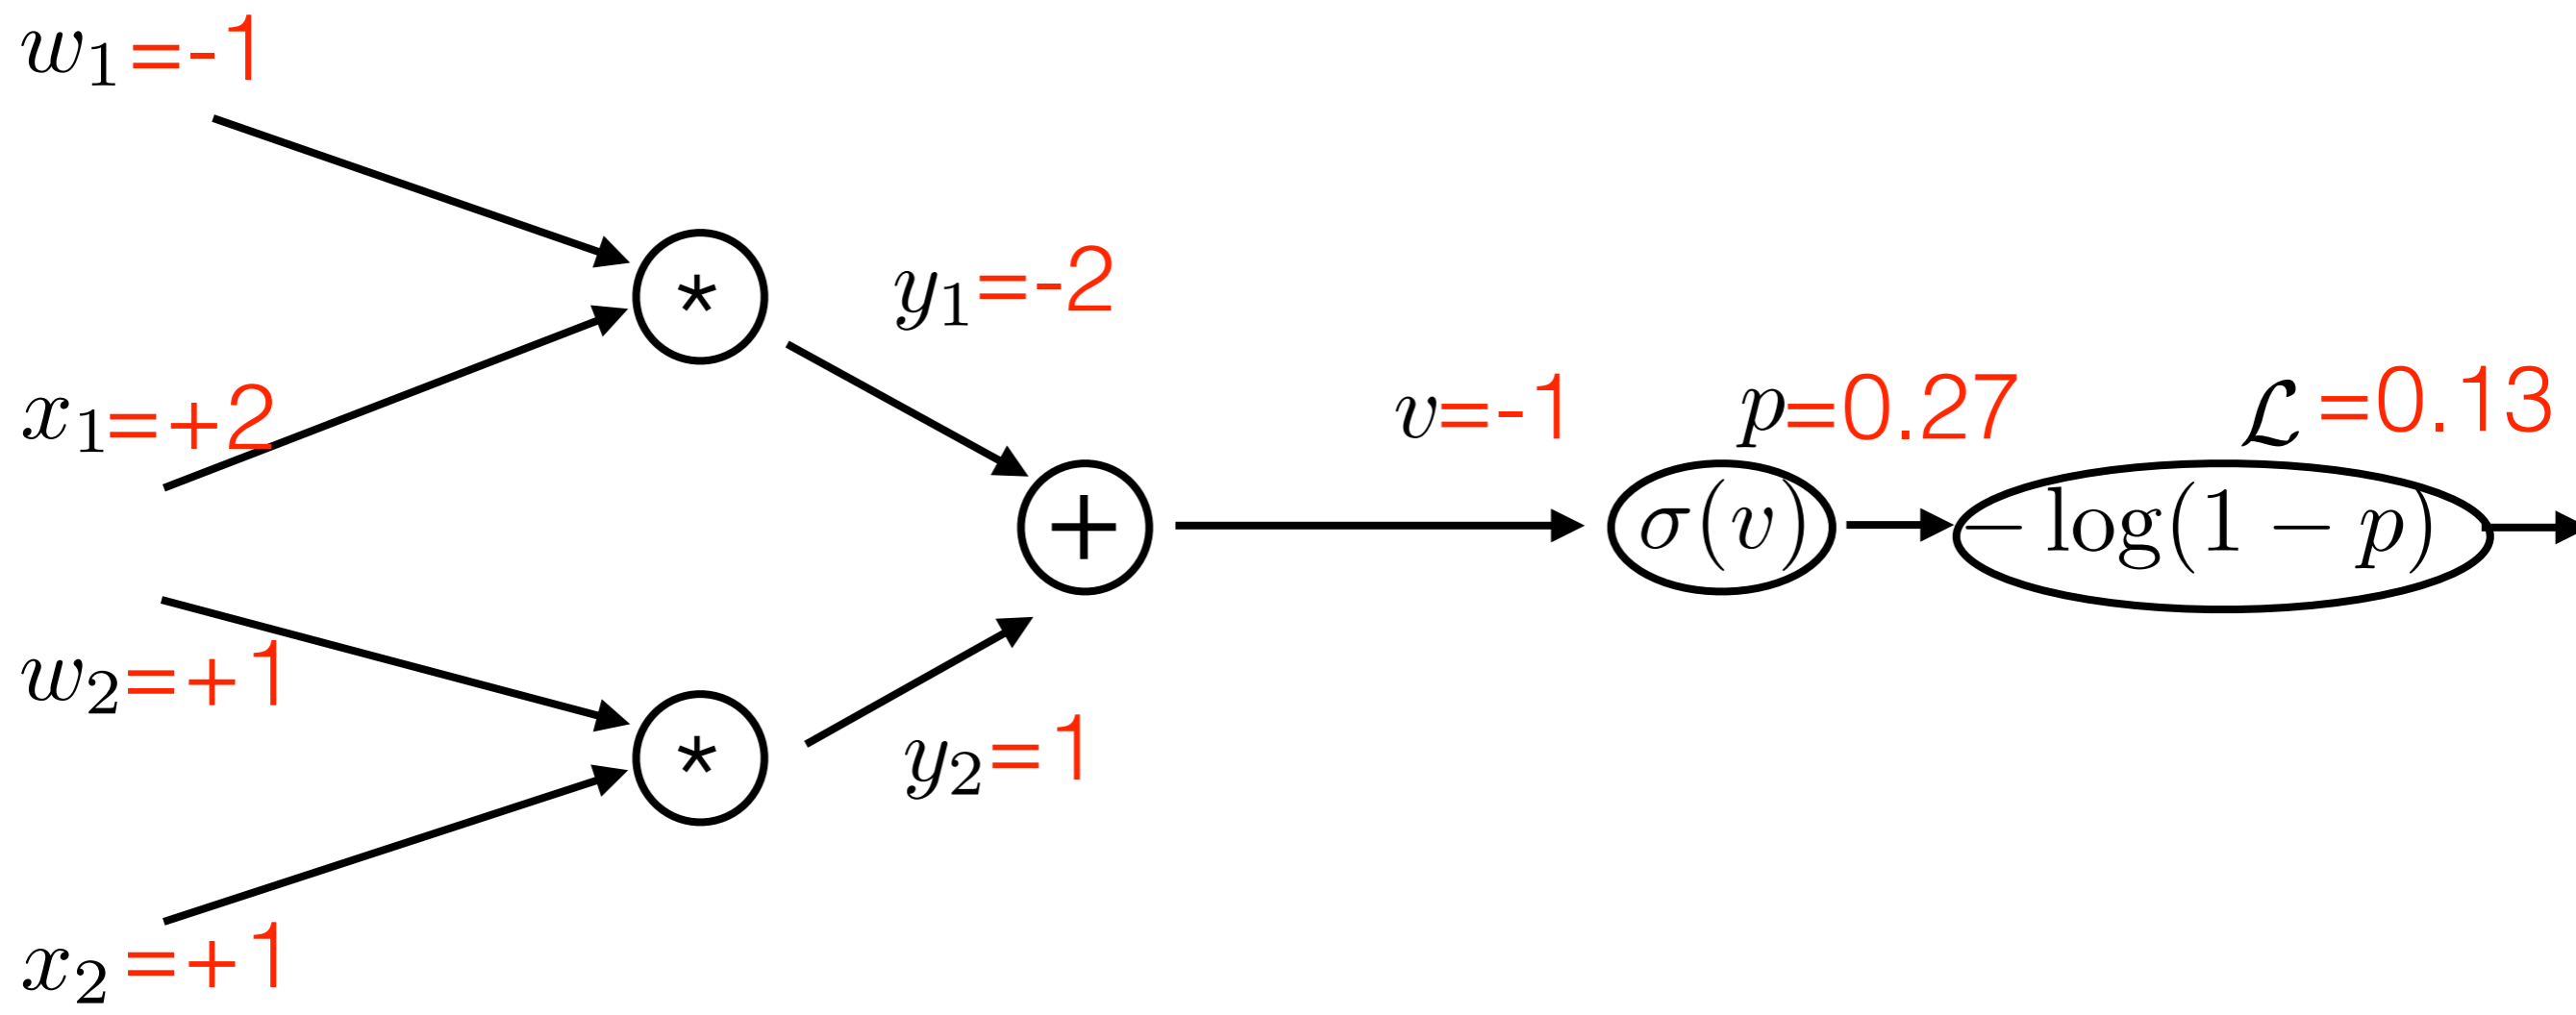 w₁=-1
*
y₁=-2
x₁=+2
v=-1
p=0.27
ℒ=0.13
+
σ(v)
− log(1 − p)
w₂=+1
*
y₂=1
x₂=+1